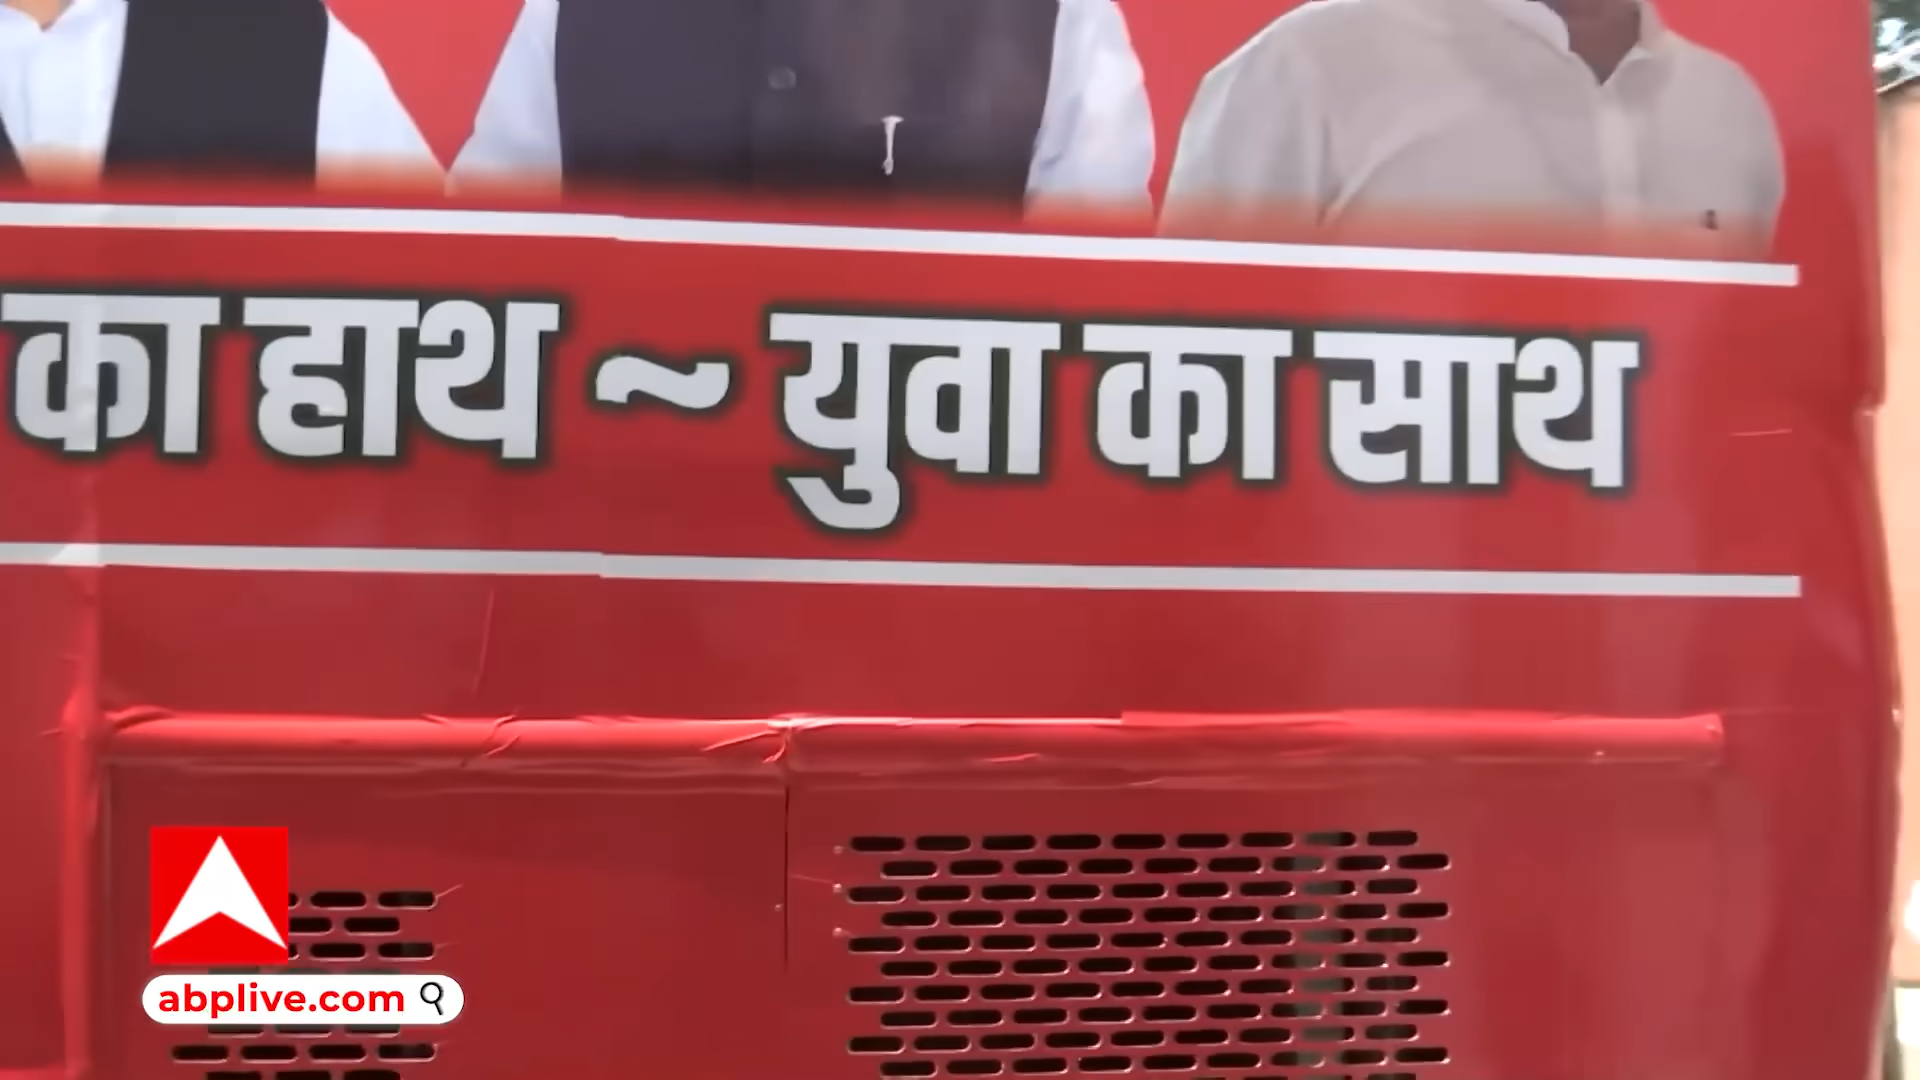 का हाथ ~ युवा का साथ
abplive.com